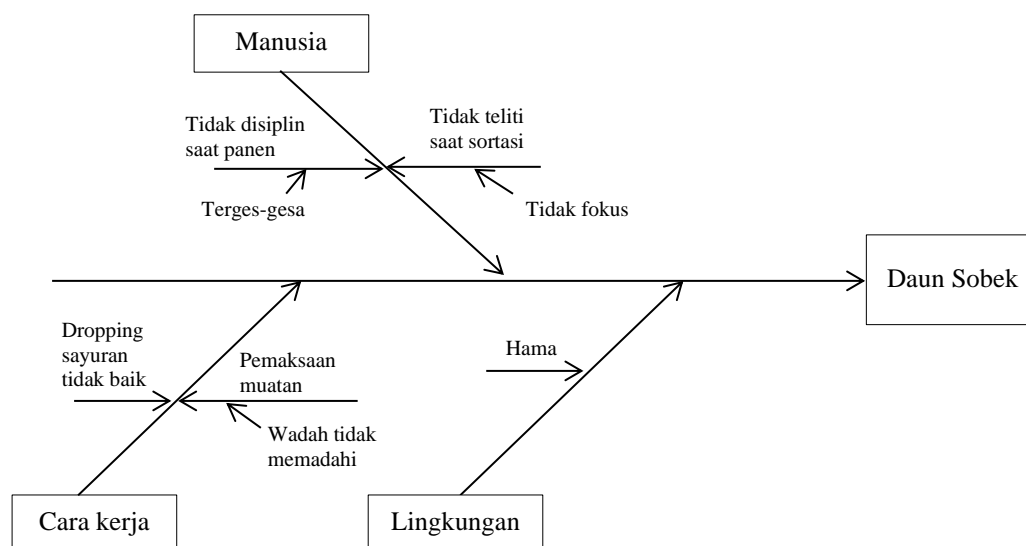 Manusia
Tidak disiplin
saat panen
Tidak teliti
saat sortasi
Terges-gesa
Tidak fokus
Daun Sobek
Dropping
sayuran
tidak baik
Pemaksaan
muatan
Hama
Wadah tidak
memadahi
Cara kerja
Lingkungan